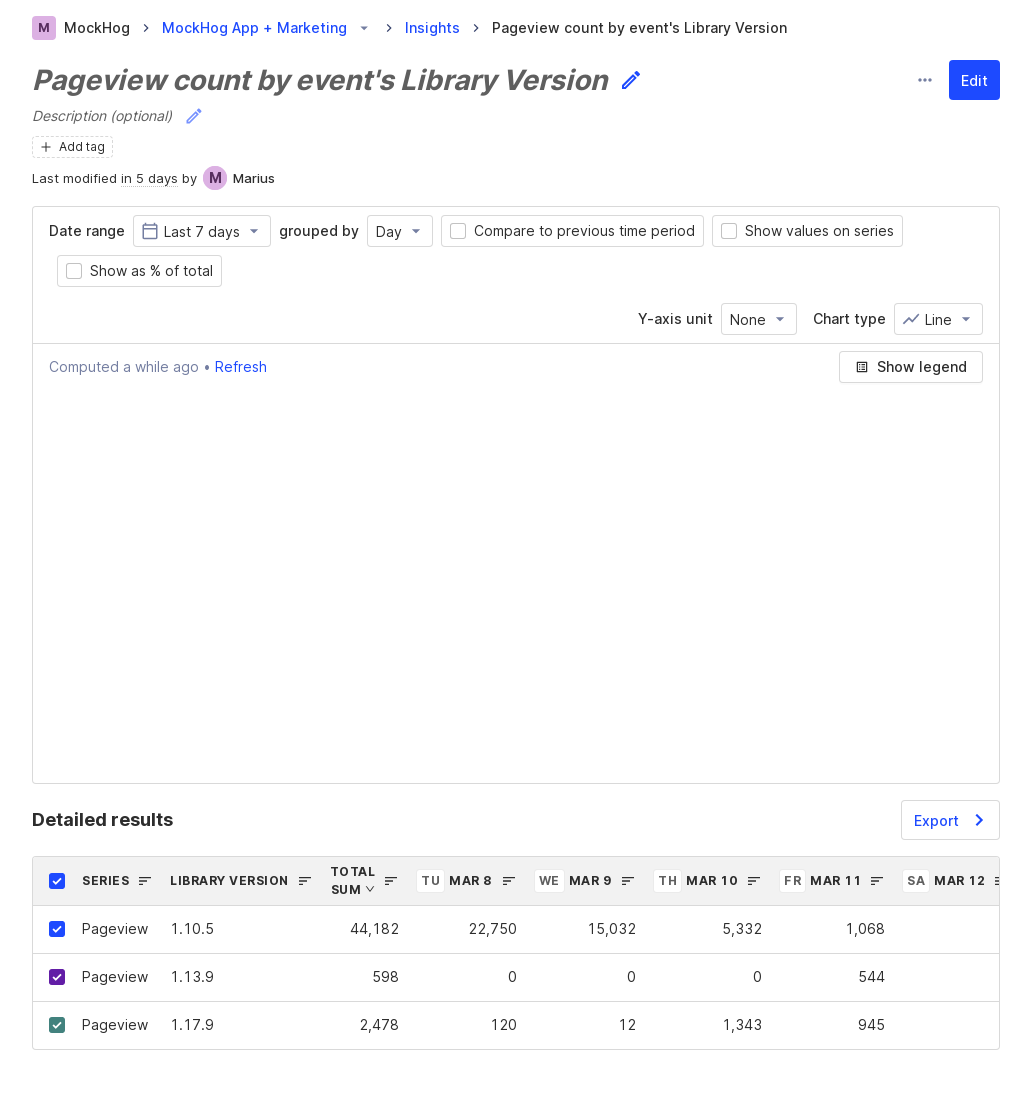 M MockHog > MockHog App + Marketing > Insights > Pageview count by event's Library Version
Pageview count by event's Library Version
Edit
Description (optional)
+ Add tag
Last modified in 5 days by M Marius
Date range Last 7 days grouped by Day Compare to previous time period Show values on series
Show as % of total
Y-axis unit None Chart type Line
Computed a while ago • Refresh Show legend
Detailed results Export
SERIES LIBRARY VERSION TOTAL SUM TU MAR 8 WE MAR 9 TH MAR 10 FR MAR 11 SA MAR 12
Pageview 1.10.5 44,182 22,750 15,032 5,332 1,068
Pageview 1.13.9 598 0 0 0 544
Pageview 1.17.9 2,478 120 12 1,343 945